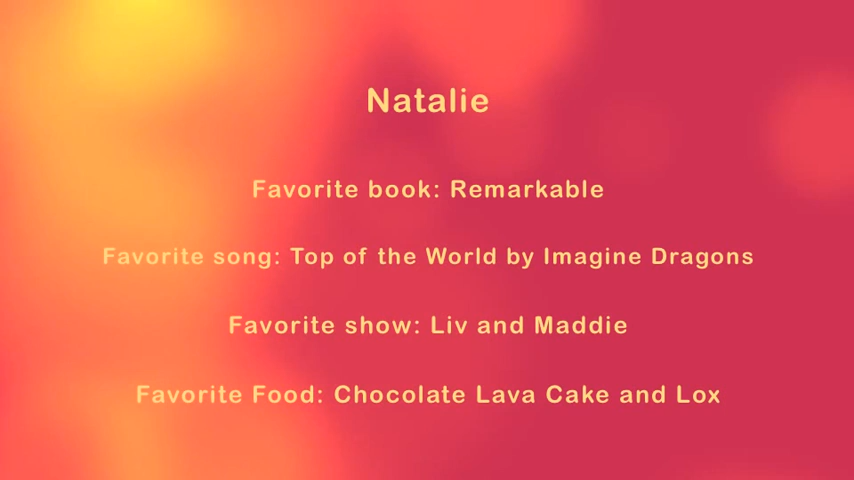 Natalie
Favorite book: Remarkable
Favorite song: Top of the World by Imagine Dragons
Favorite show: Liv and Maddie
Favorite Food: Chocolate Lava Cake and Lox